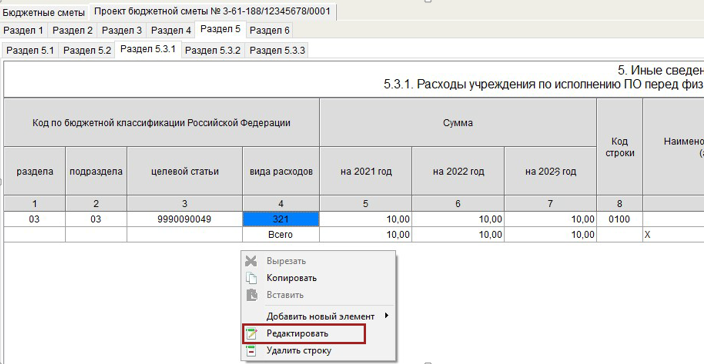 Бюджетные сметы Проект бюджетной сметы № 3-61-188/12345678/0001
Раздел 1 Раздел 2 Раздел 3 Раздел 4 Раздел 5 Раздел 6
Раздел 5.1 Раздел 5.2 Раздел 5.3.1 Раздел 5.3.2 Раздел 5.3.3
5. Иные сведен
5.3.1. Расходы учреждения по исполнению ПО перед физ
Код по бюджетной классификации Российской Федерации Сумма Код строки Наимено
(а
раздела подраздела целевой статьи вида расходов на 2021 год на 2022 год на 2023 год
1 2 3 4 5 6 7 8
03 03 9990090049 321 10,00 10,00 10,00 0100
Всего 10,00 10,00 10,00 X
Вырезать
Копировать
Вставить
Добавить новый элемент
Редактировать
Удалить строку